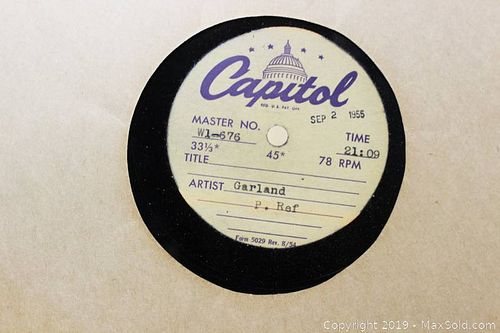 Capitol
REG. U.S. PAT. OFF.
SEP 2 1955
MASTER NO. TIME
W1-676 21:09
33⅓* 45* 78 RPM
TITLE
ARTIST Garland
P. Ref
Form 5029 Rev. 8/54
Copyright 2019 - MaxSold.com